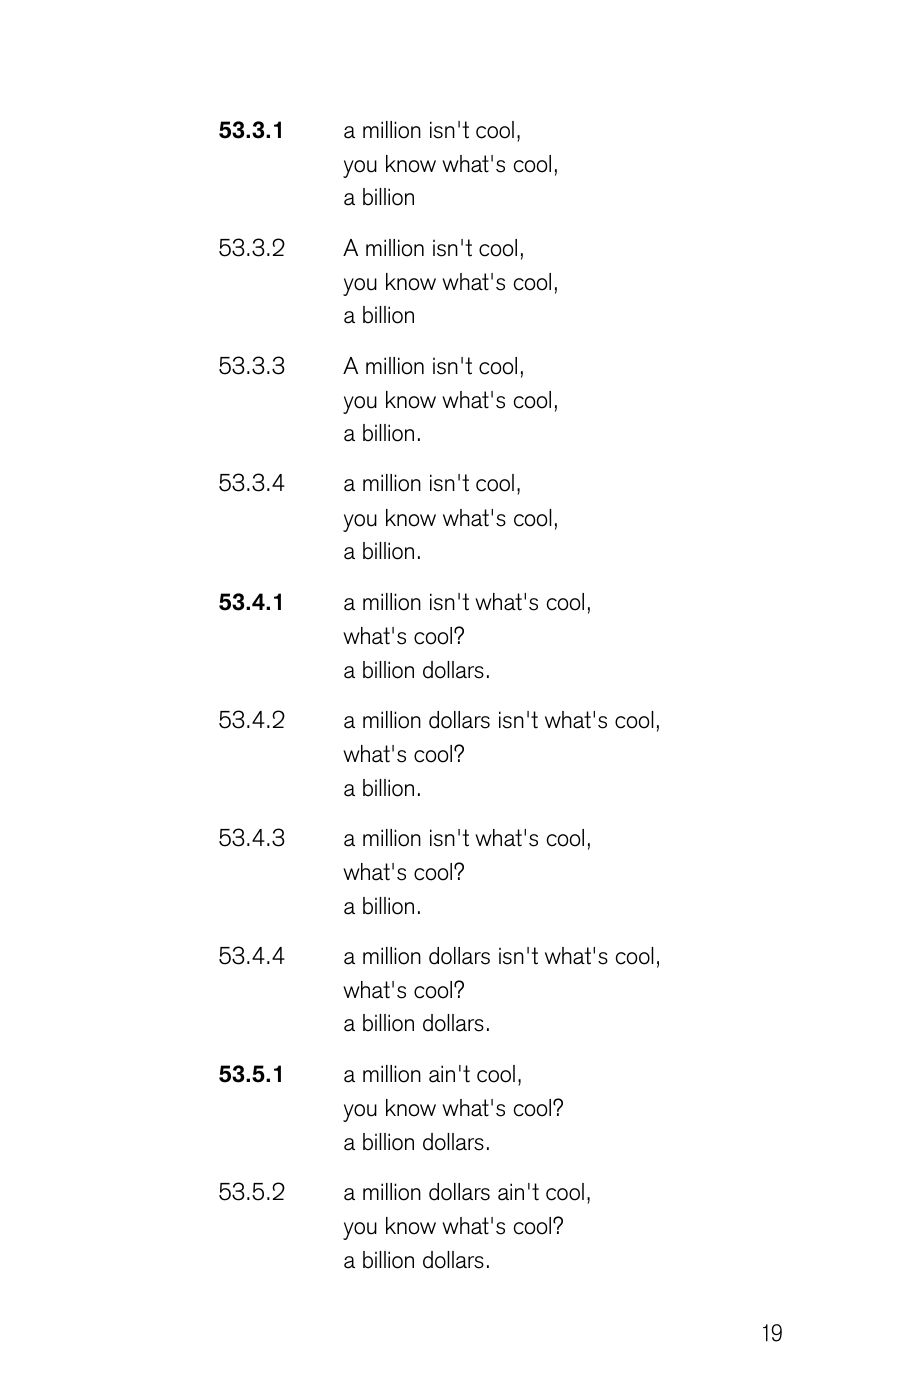 53.3.1 a million isn't cool,
you know what's cool,
a billion
53.3.2 A million isn't cool,
you know what's cool,
a billion
53.3.3 A million isn't cool,
you know what's cool,
a billion.
53.3.4 a million isn't cool,
you know what's cool,
a billion.
53.4.1 a million isn't what's cool,
what's cool?
a billion dollars.
53.4.2 a million dollars isn't what's cool,
what's cool?
a billion.
53.4.3 a million isn't what's cool,
what's cool?
a billion.
53.4.4 a million dollars isn't what's cool,
what's cool?
a billion dollars.
53.5.1 a million ain't cool,
you know what's cool?
a billion dollars.
53.5.2 a million dollars ain't cool,
you know what's cool?
a billion dollars.
19